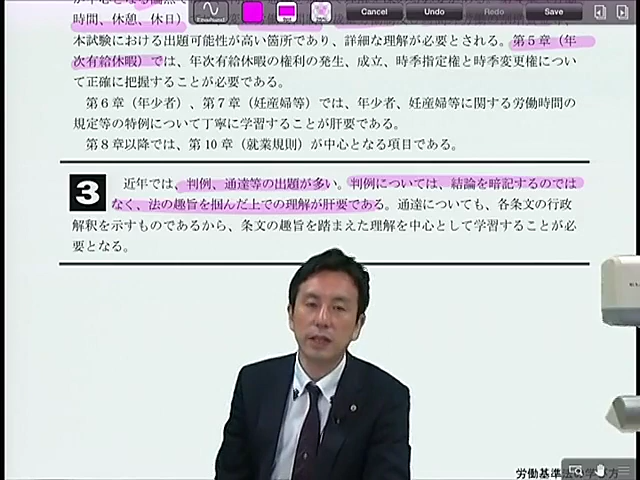 Cancel Undo Redo Save
時間、休憩、休日）
本試験における出題可能性が高い箇所であり、詳細な理解が必要とされる。第５章（年
次有給休暇）では、年次有給休暇の権利の発生、成立、時季指定権と時季変更権につい
て正確に把握することが必要である。
第６章（年少者）、第７章（妊産婦等）では、年少者、妊産婦等に関する労働時間の
規定等の特例について丁寧に学習することが肝要である。
第８章以降では、第 10 章（就業規則）が中心となる項目である。
3
近年では、判例、通達等の出題が多い。判例については、結論を暗記するのでは
なく、法の趣旨を掴んだ上での理解が肝要である。通達についても、各条文の行政
解釈を示すものであるから、条文の趣旨を踏まえた理解を中心として学習することが必
要となる。
労働基準法の学び方